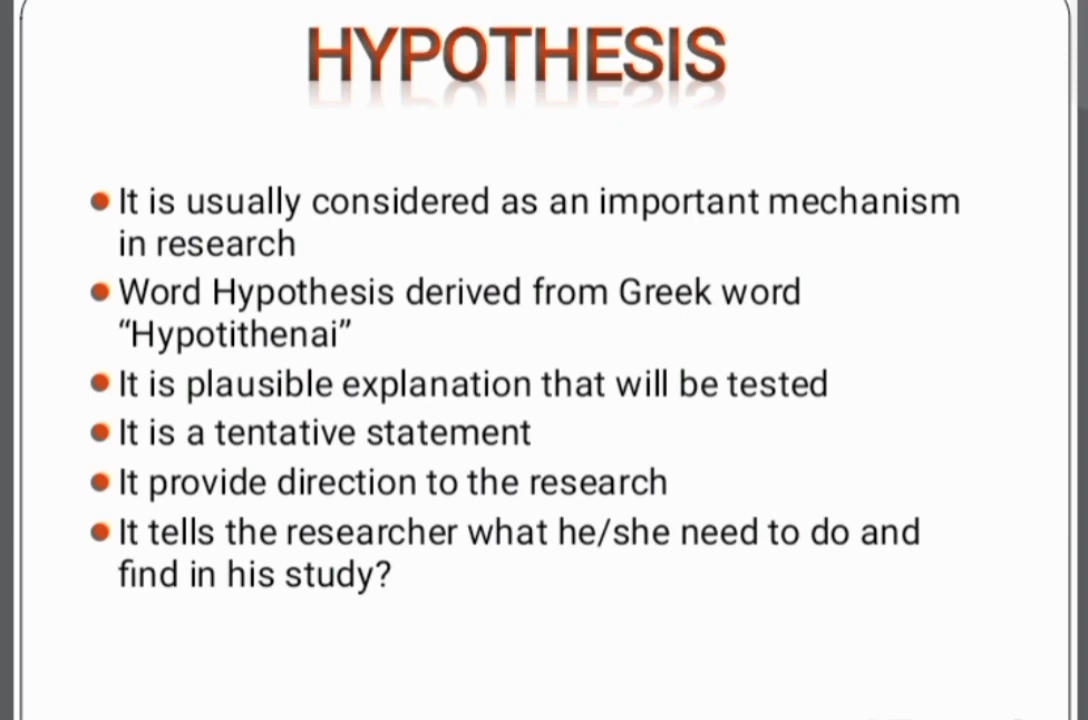 HYPOTHESIS
It is usually considered as an important mechanism
in research
Word Hypothesis derived from Greek word
“Hypotithenai”
It is plausible explanation that will be tested
It is a tentative statement
It provide direction to the research
It tells the researcher what he/she need to do and
find in his study?